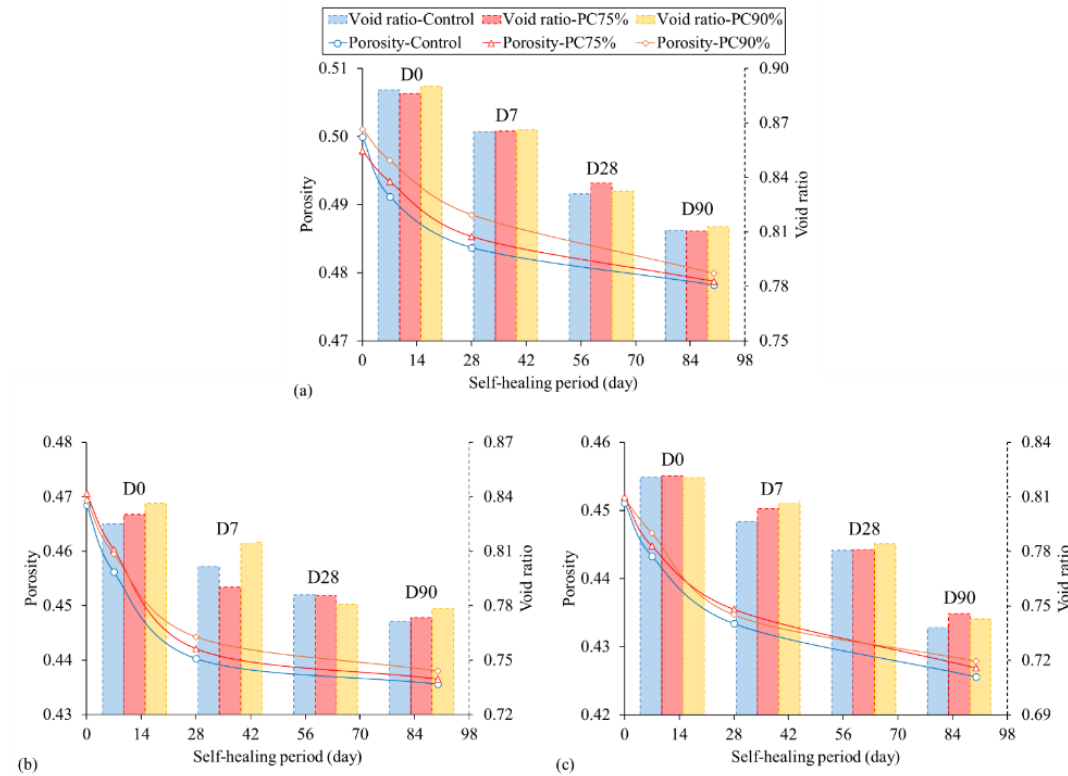 Void ratio-Control Void ratio-PC75% Void ratio-PC90%
Porosity-Control Porosity-PC75% Porosity-PC90%
0.51 0.90
D0
D7
0.50 0.87
D28
0.84
0.49
D90
0.81
0.48
0.78
0.47 0.75
Porosity
Void ratio
0 14 28 42 56 70 84 98
Self-healing period (day)
(a)
0.48 0.87
D0
0.47 0.84
D7
0.46 0.81
D28
D90
0.45 0.78
0.44 0.75
0.43 0.72
Porosity
Void ratio
0 14 28 42 56 70 84 98
Self-healing period (day)
(b)
0.46 0.84
D0
D7
0.45 0.81
D28
0.44 0.78
D90
0.75
0.43
0.72
0.42 0.69
Porosity
Void ratio
0 14 28 42 56 70 84 98
Self-healing period (day)
(c)